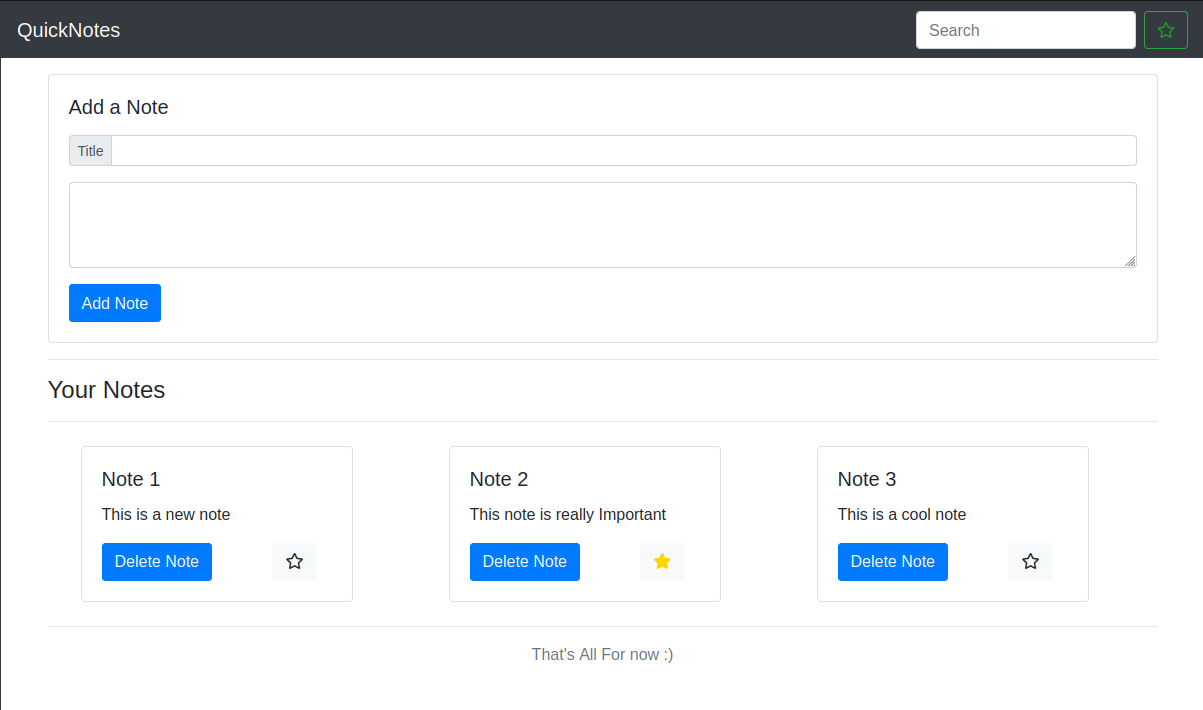 QuickNotes
Search
Add a Note
Title
Add Note
Your Notes
Note 1
This is a new note
Delete Note
Note 2
This note is really Important
Delete Note
Note 3
This is a cool note
Delete Note
That's All For now :)